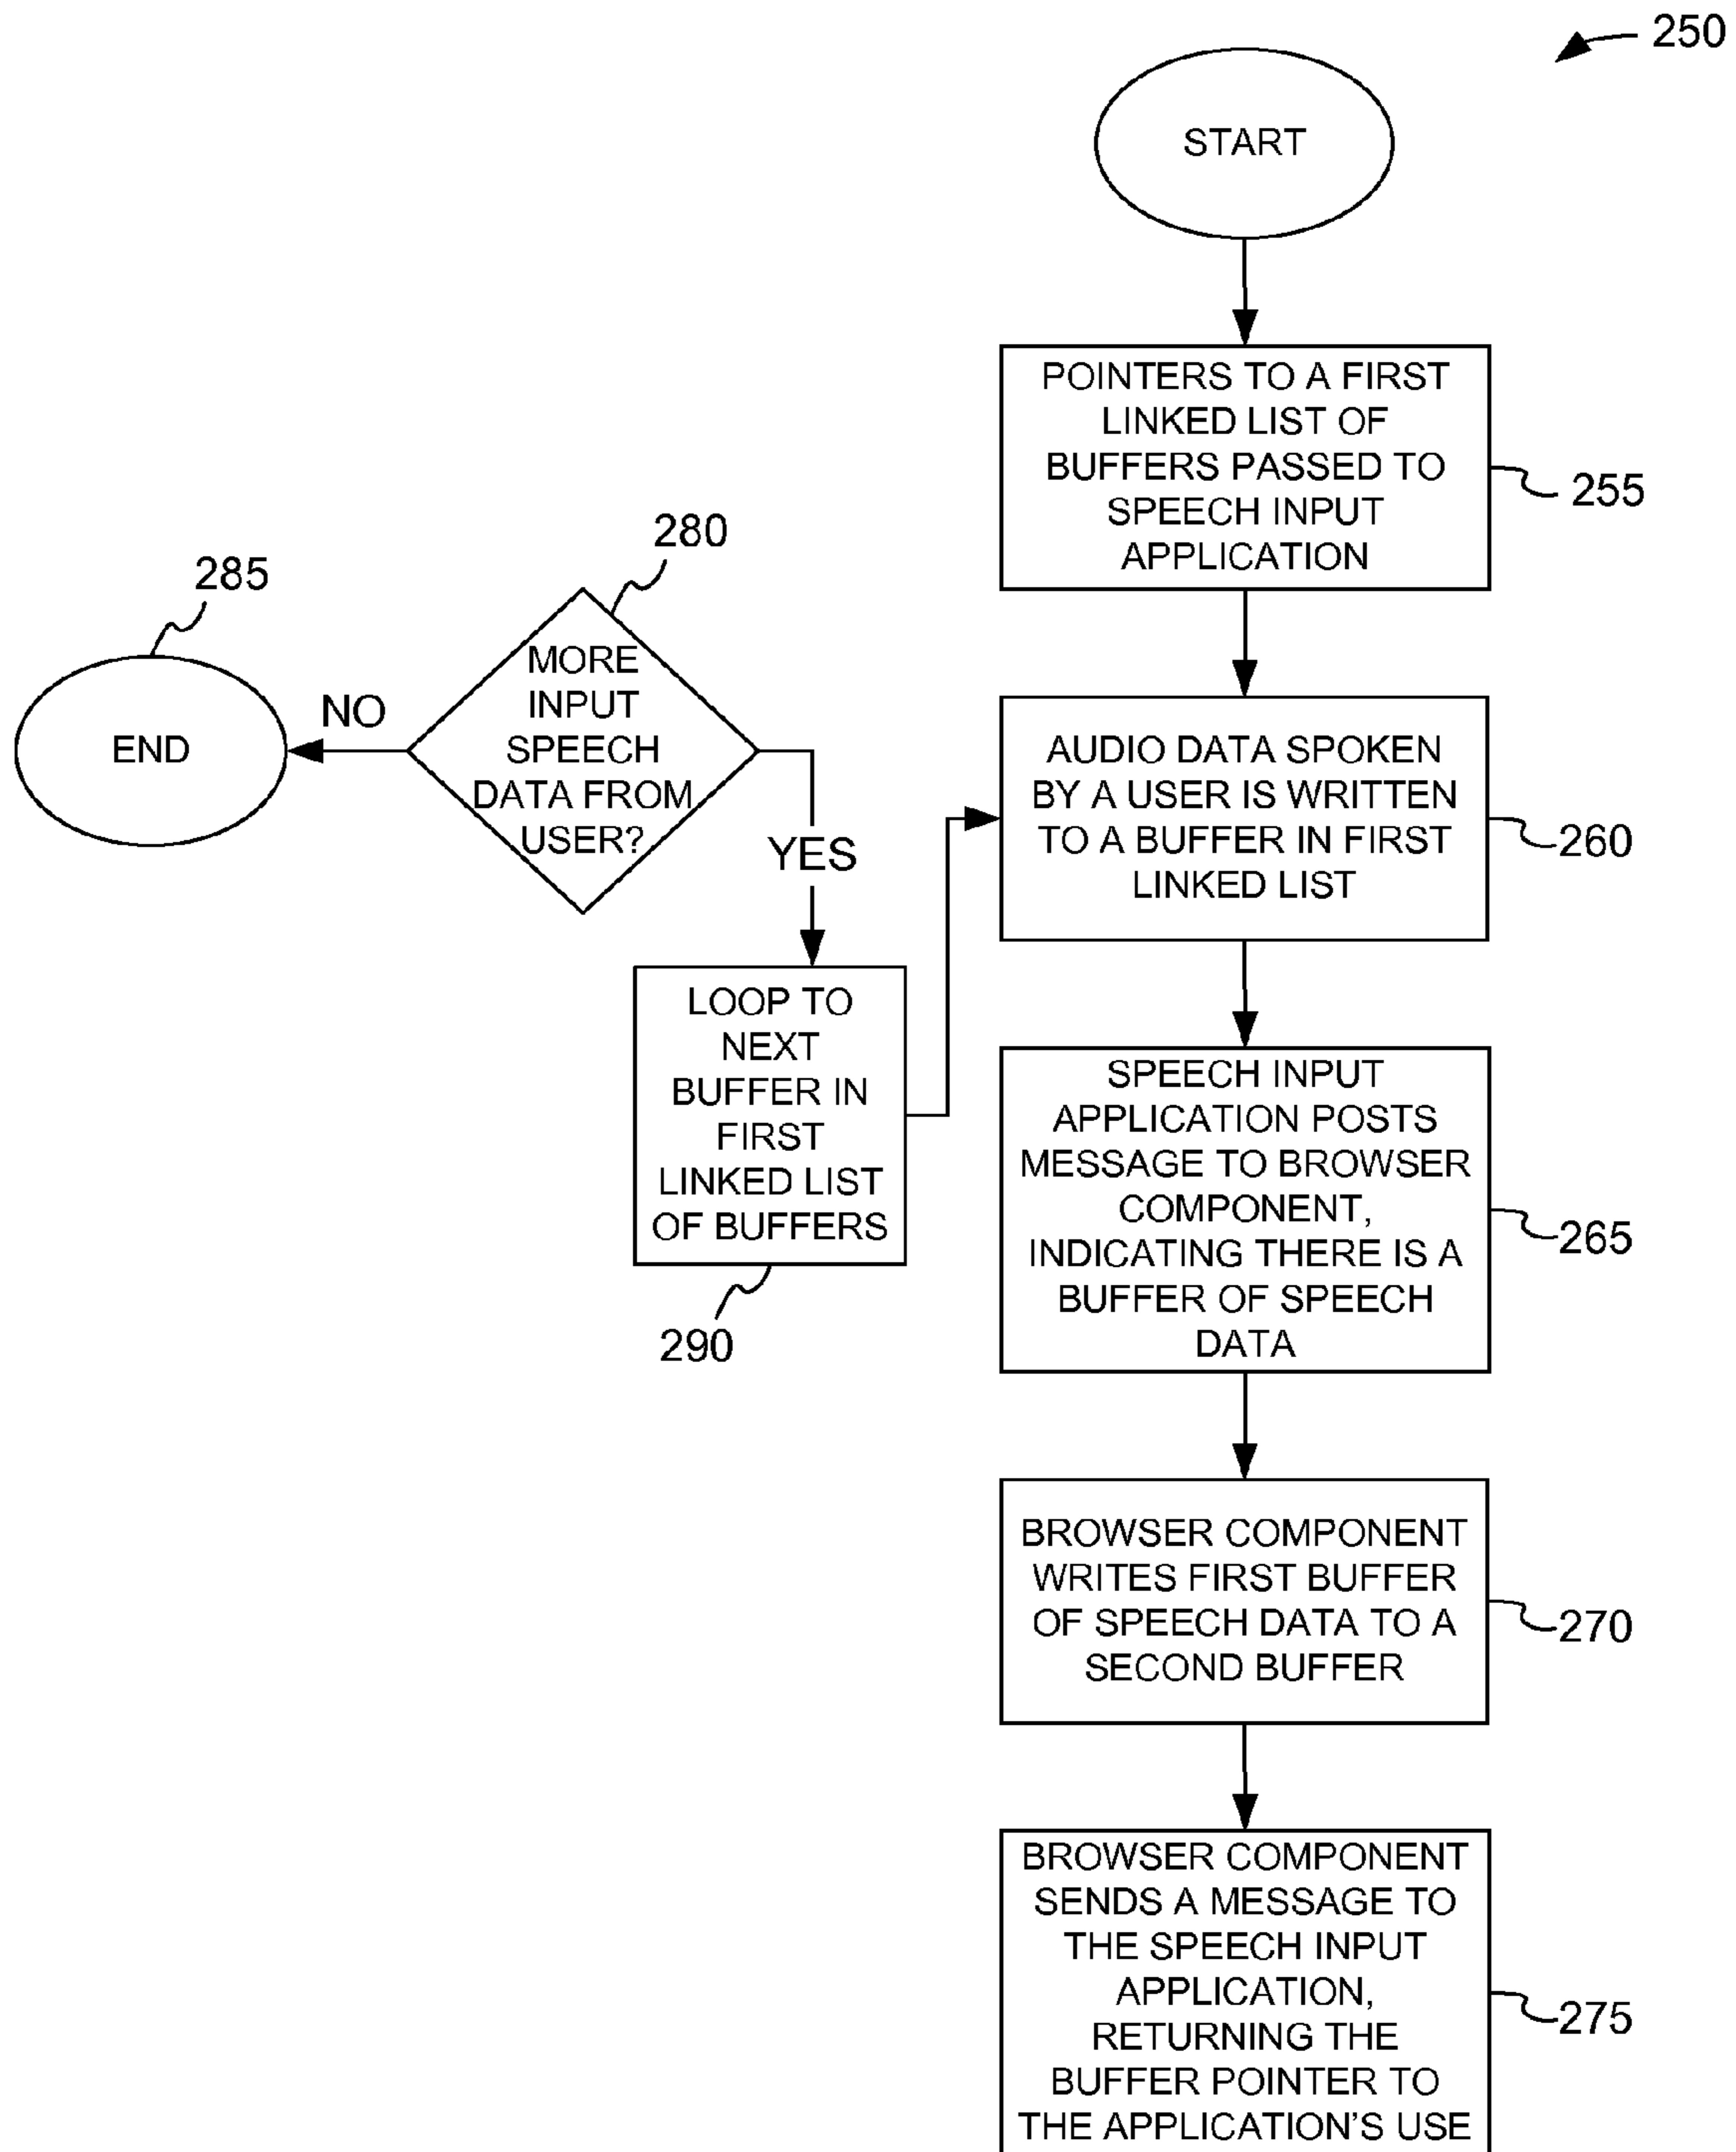 250
START
POINTERS TO A FIRST
LINKED LIST OF
BUFFERS PASSED TO
SPEECH INPUT
APPLICATION
255
AUDIO DATA SPOKEN
BY A USER IS WRITTEN
TO A BUFFER IN FIRST
LINKED LIST
260
SPEECH INPUT
APPLICATION POSTS
MESSAGE TO BROWSER
COMPONENT,
INDICATING THERE IS A
BUFFER OF SPEECH
DATA
265
BROWSER COMPONENT
WRITES FIRST BUFFER
OF SPEECH DATA TO A
SECOND BUFFER
270
BROWSER COMPONENT
SENDS A MESSAGE TO
THE SPEECH INPUT
APPLICATION,
RETURNING THE
BUFFER POINTER TO
THE APPLICATION'S USE
275
280
MORE
INPUT
SPEECH
DATA FROM
USER?
NO
285
END
YES
LOOP TO
NEXT
BUFFER IN
FIRST
LINKED LIST
OF BUFFERS
290